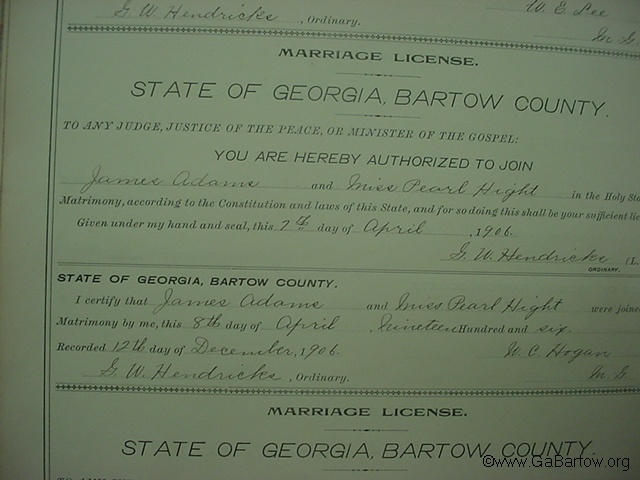 G. W. Hendricks, Ordinary.
W. E. Lee
M. G.
MARRIAGE LICENSE.
STATE OF GEORGIA, BARTOW COUNTY.
TO ANY JUDGE, JUSTICE OF THE PEACE, OR MINISTER OF THE GOSPEL:
YOU ARE HEREBY AUTHORIZED TO JOIN
James Adams and Miss Pearl Hight in the Holy Sta
Matrimony, according to the Constitution and laws of this State, and for so doing this shall be your sufficient lic
Given under my hand and seal, this 7th day of April, 1906.
G. W. Hendricks (L.
ORDINARY.
STATE OF GEORGIA, BARTOW COUNTY.
I certify that James Adams and Miss Pearl Hight were joine
Matrimony by me, this 8th day of April, Nineteen Hundred and six.
Recorded 12th day of December, 1906. W. C. Hogan
G. W. Hendricks, Ordinary. M. G.
MARRIAGE LICENSE.
STATE OF GEORGIA, BARTOW COUNTY.
©www.GaBartow.org